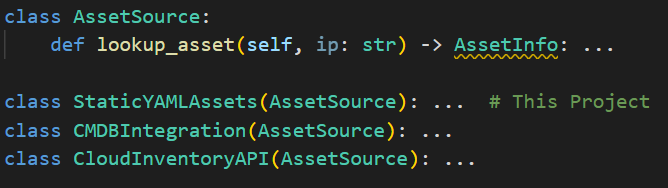 class AssetSource:
    def lookup_asset(self, ip: str) -> AssetInfo: ...
class StaticYAMLAssets(AssetSource): ...  # This Project
class CMDBIntegration(AssetSource): ...
class CloudInventoryAPI(AssetSource): ...